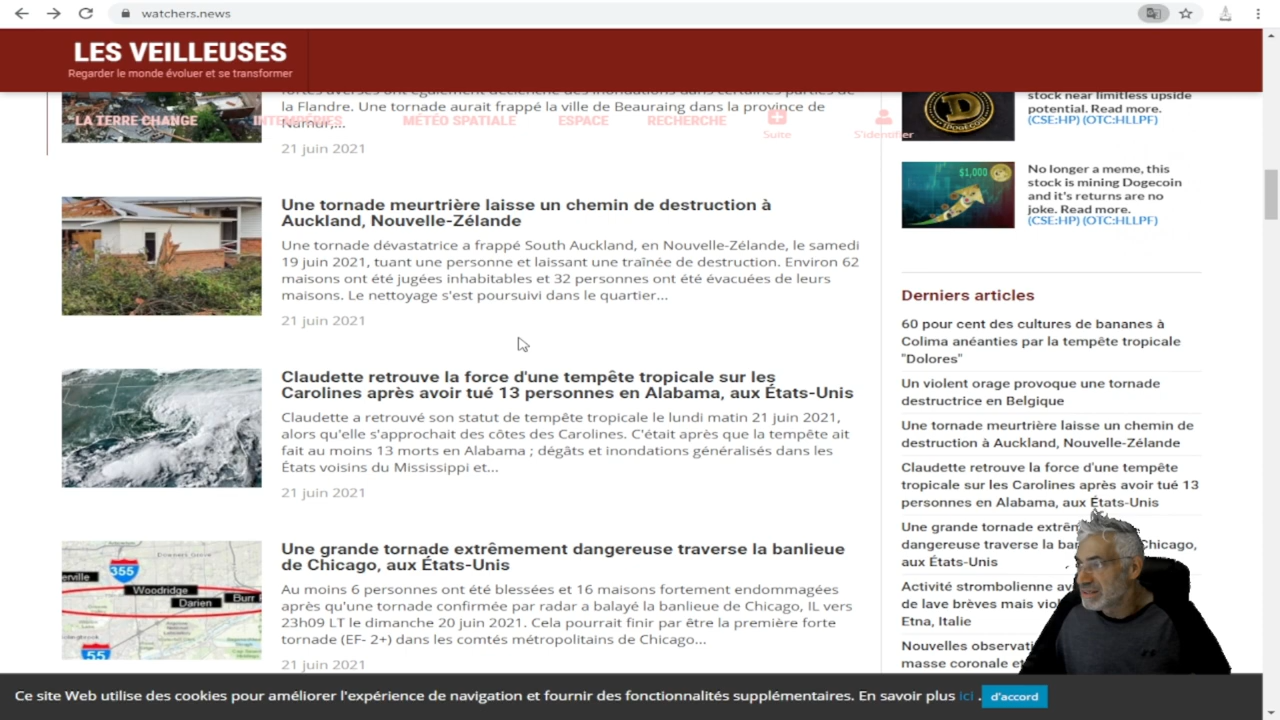 watchers.news
LES VEILLEUSES
Regarder le monde évoluer et se transformer
LA TERRE CHANGE
INTEMPÉRIES
MÉTÉO SPATIALE
ESPACE
RECHERCHE
Suite
S'identifier
fortes averses ont également déclenché des inondations dans certaines parties de
la Flandre. Une tornade aurait frappé la ville de Beauraing dans la province de
Namur,...
21 juin 2021
Une tornade meurtrière laisse un chemin de destruction à
Auckland, Nouvelle-Zélande
Une tornade dévastatrice a frappé South Auckland, en Nouvelle-Zélande, le samedi
19 juin 2021, tuant une personne et laissant une traînée de destruction. Environ 62
maisons ont été jugées inhabitables et 32 personnes ont été évacuées de leurs
maisons. Le nettoyage s'est poursuivi dans le quartier...
21 juin 2021
Claudette retrouve la force d'une tempête tropicale sur les
Carolines après avoir tué 13 personnes en Alabama, aux États-Unis
Claudette a retrouvé son statut de tempête tropicale le lundi matin 21 juin 2021,
alors qu'elle s'approchait des côtes des Carolines. C'était après que la tempête ait
fait au moins 13 morts en Alabama ; dégâts et inondations généralisés dans les
États voisins du Mississippi et...
21 juin 2021
355
erville
Downers Grove
Woodridge
Darien
Burr
55
Une grande tornade extrêmement dangereuse traverse la banlieue
de Chicago, aux États-Unis
Au moins 6 personnes ont été blessées et 16 maisons fortement endommagées
après qu'une tornade confirmée par radar a balayé la banlieue de Chicago, IL vers
23h09 LT le dimanche 20 juin 2021. Cela pourrait finir par être la première forte
tornade (EF- 2+) dans les comtés métropolitains de Chicago...
21 juin 2021
stock near limitless upside
potential. Read more.
(CSE:HP) (OTC:HLLPF)
$1,000
No longer a meme, this
stock is mining Dogecoin
and it's returns are no
joke. Read more.
(CSE:HP) (OTC:HLLPF)
Derniers articles
60 pour cent des cultures de bananes à
Colima anéanties par la tempête tropicale
"Dolores"
Un violent orage provoque une tornade
destructrice en Belgique
Une tornade meurtrière laisse un chemin de
destruction à Auckland, Nouvelle-Zélande
Claudette retrouve la force d'une tempête
tropicale sur les Carolines après avoir tué 13
personnes en Alabama, aux États-Unis
Une grande tornade extrê
dangereuse traverse la ba Chicago,
aux États-Unis
Activité strombolienne av
de lave brèves mais viol
Etna, Italie
Nouvelles observati
masse coronale et
Ce site Web utilise des cookies pour améliorer l'expérience de navigation et fournir des fonctionnalités supplémentaires. En savoir plus ici . d'accord